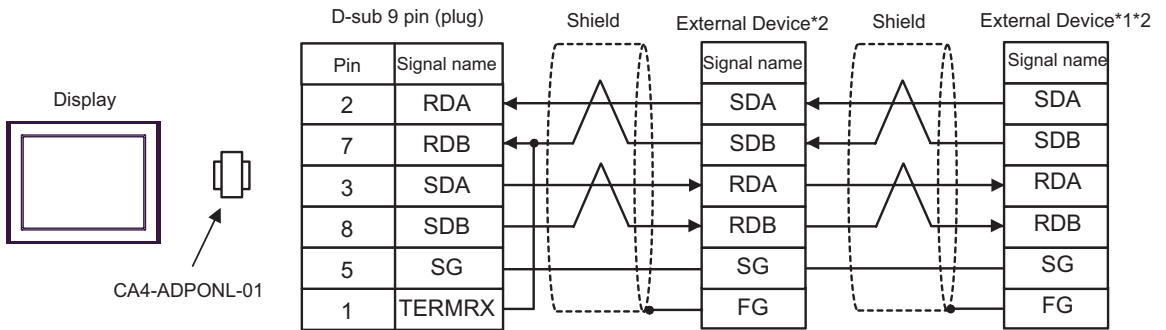 D-sub 9 pin (plug) Shield External Device*2 Shield External Device*1*2
Pin Signal name Signal name Signal name
Display
2 RDA SDA SDA
7 RDB SDB SDB
3 SDA RDA RDA
8 SDB RDB RDB
5 SG SG SG
CA4-ADPONL-01
1 TERMRX FG FG